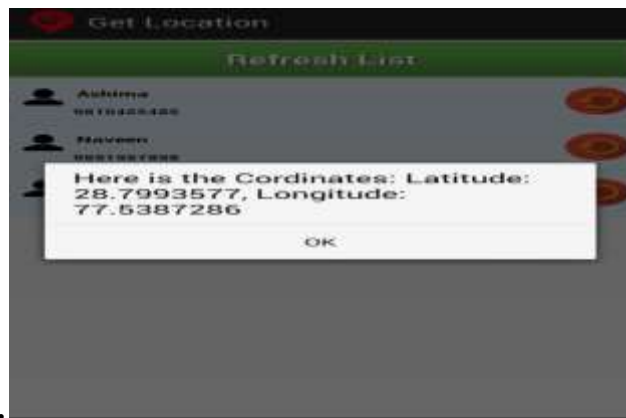 Get Location
Refresh List
Ashima
Naveen
Here is the Cordinates: Latitude:
28.7993577, Longitude:
77.5387286
OK